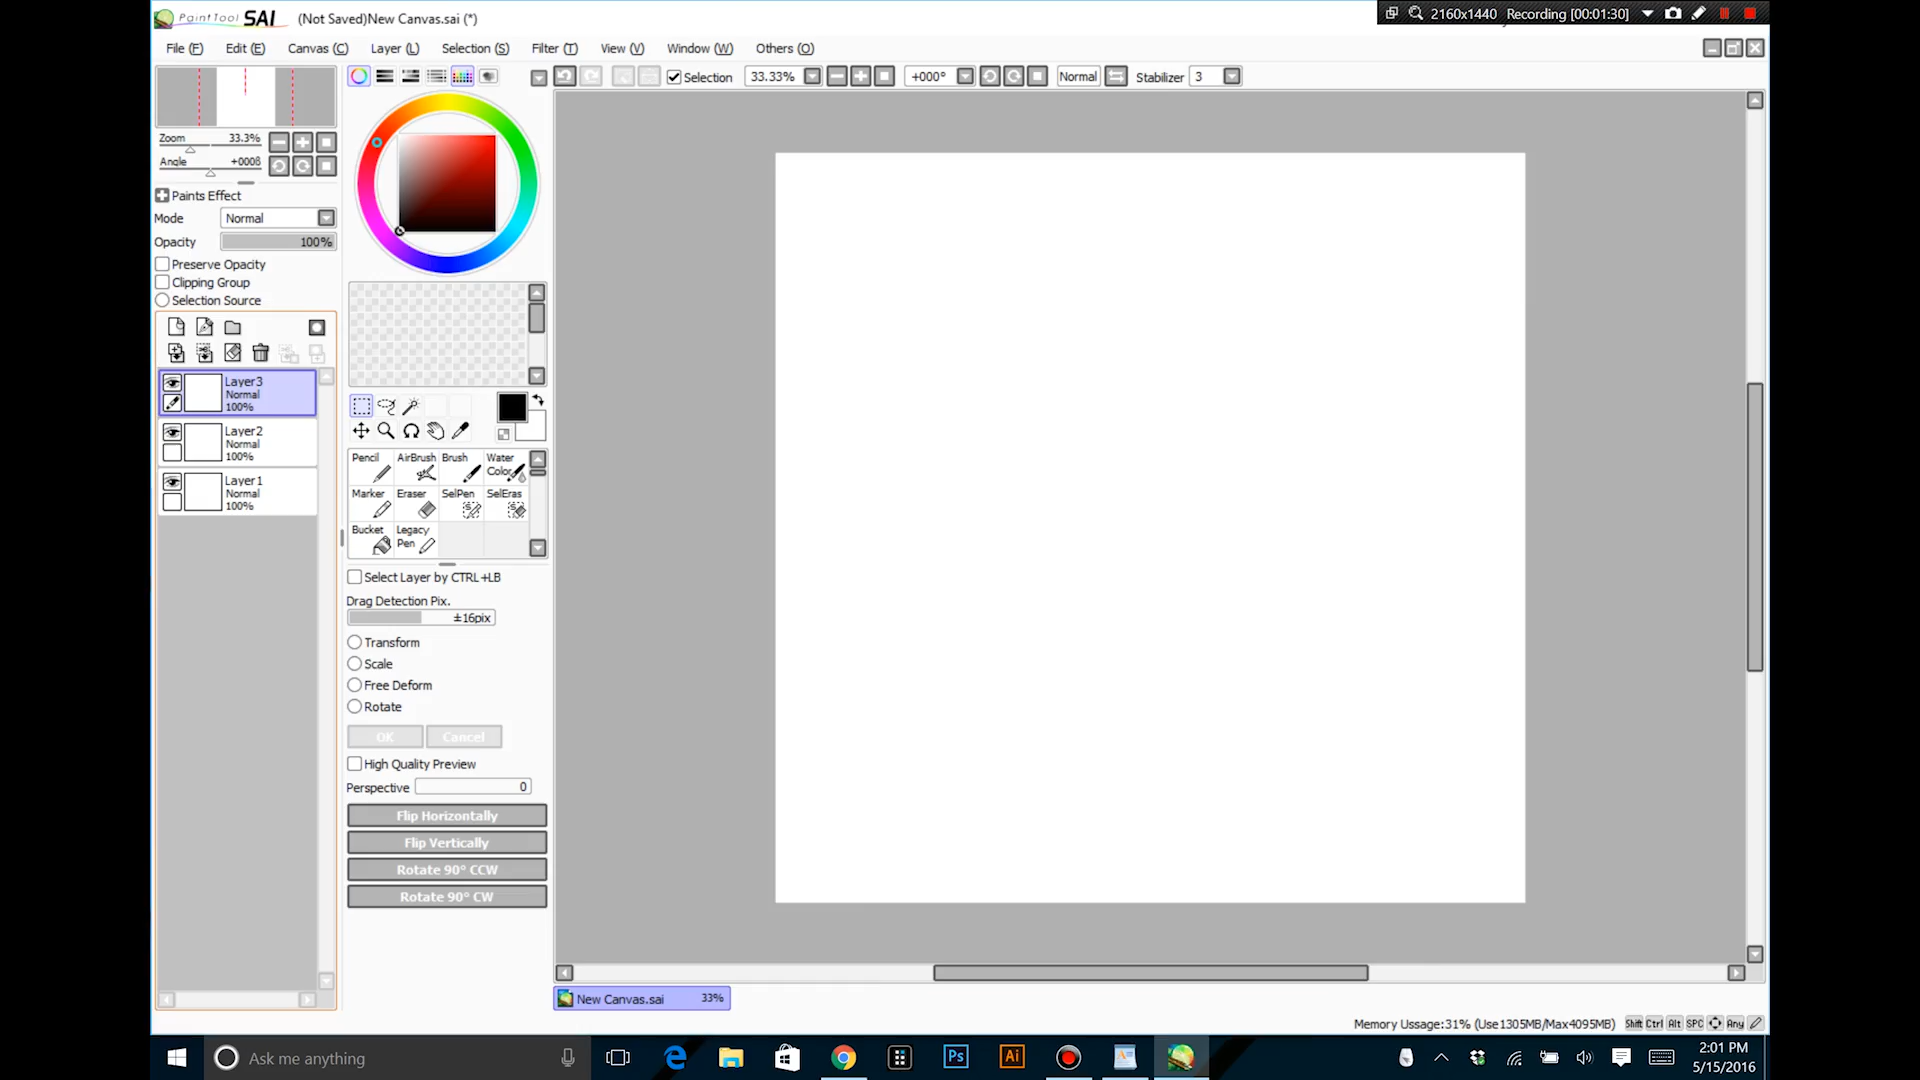 PaintTool SAI (Not Saved)New Canvas.sai (*)
2160x1440 Recording [00:01:30]
File (F) Edit (E) Canvas (C) Layer (L) Selection (S) Filter (T) View (V) Window (W) Others (O)
Selection 33.33% +000° Normal Stabilizer 3
Zoom 33.3%
Angle +000ß
Paints Effect
Mode Normal
Opacity 100%
Preserve Opacity
Clipping Group
Selection Source
Layer3
Normal
100%
Layer2
Normal
100%
Layer1
Normal
100%
Pencil AirBrush Brush Water
Color
Marker Eraser SelPen SelEras
Bucket Legacy
Pen
Select Layer by CTRL+LB
Drag Detection Pix.
±16pix
Transform
Scale
Free Deform
Rotate
OK Cancel
High Quality Preview
Perspective 0
Flip Horizontally
Flip Vertically
Rotate 90° CCW
Rotate 90° CW
New Canvas.sai 33%
Memory Ussage:31% (Use1305MB/Max4095MB) Shift Ctrl Alt SPC Any
Ask me anything
Ps Ai
2:01 PM
5/15/2016